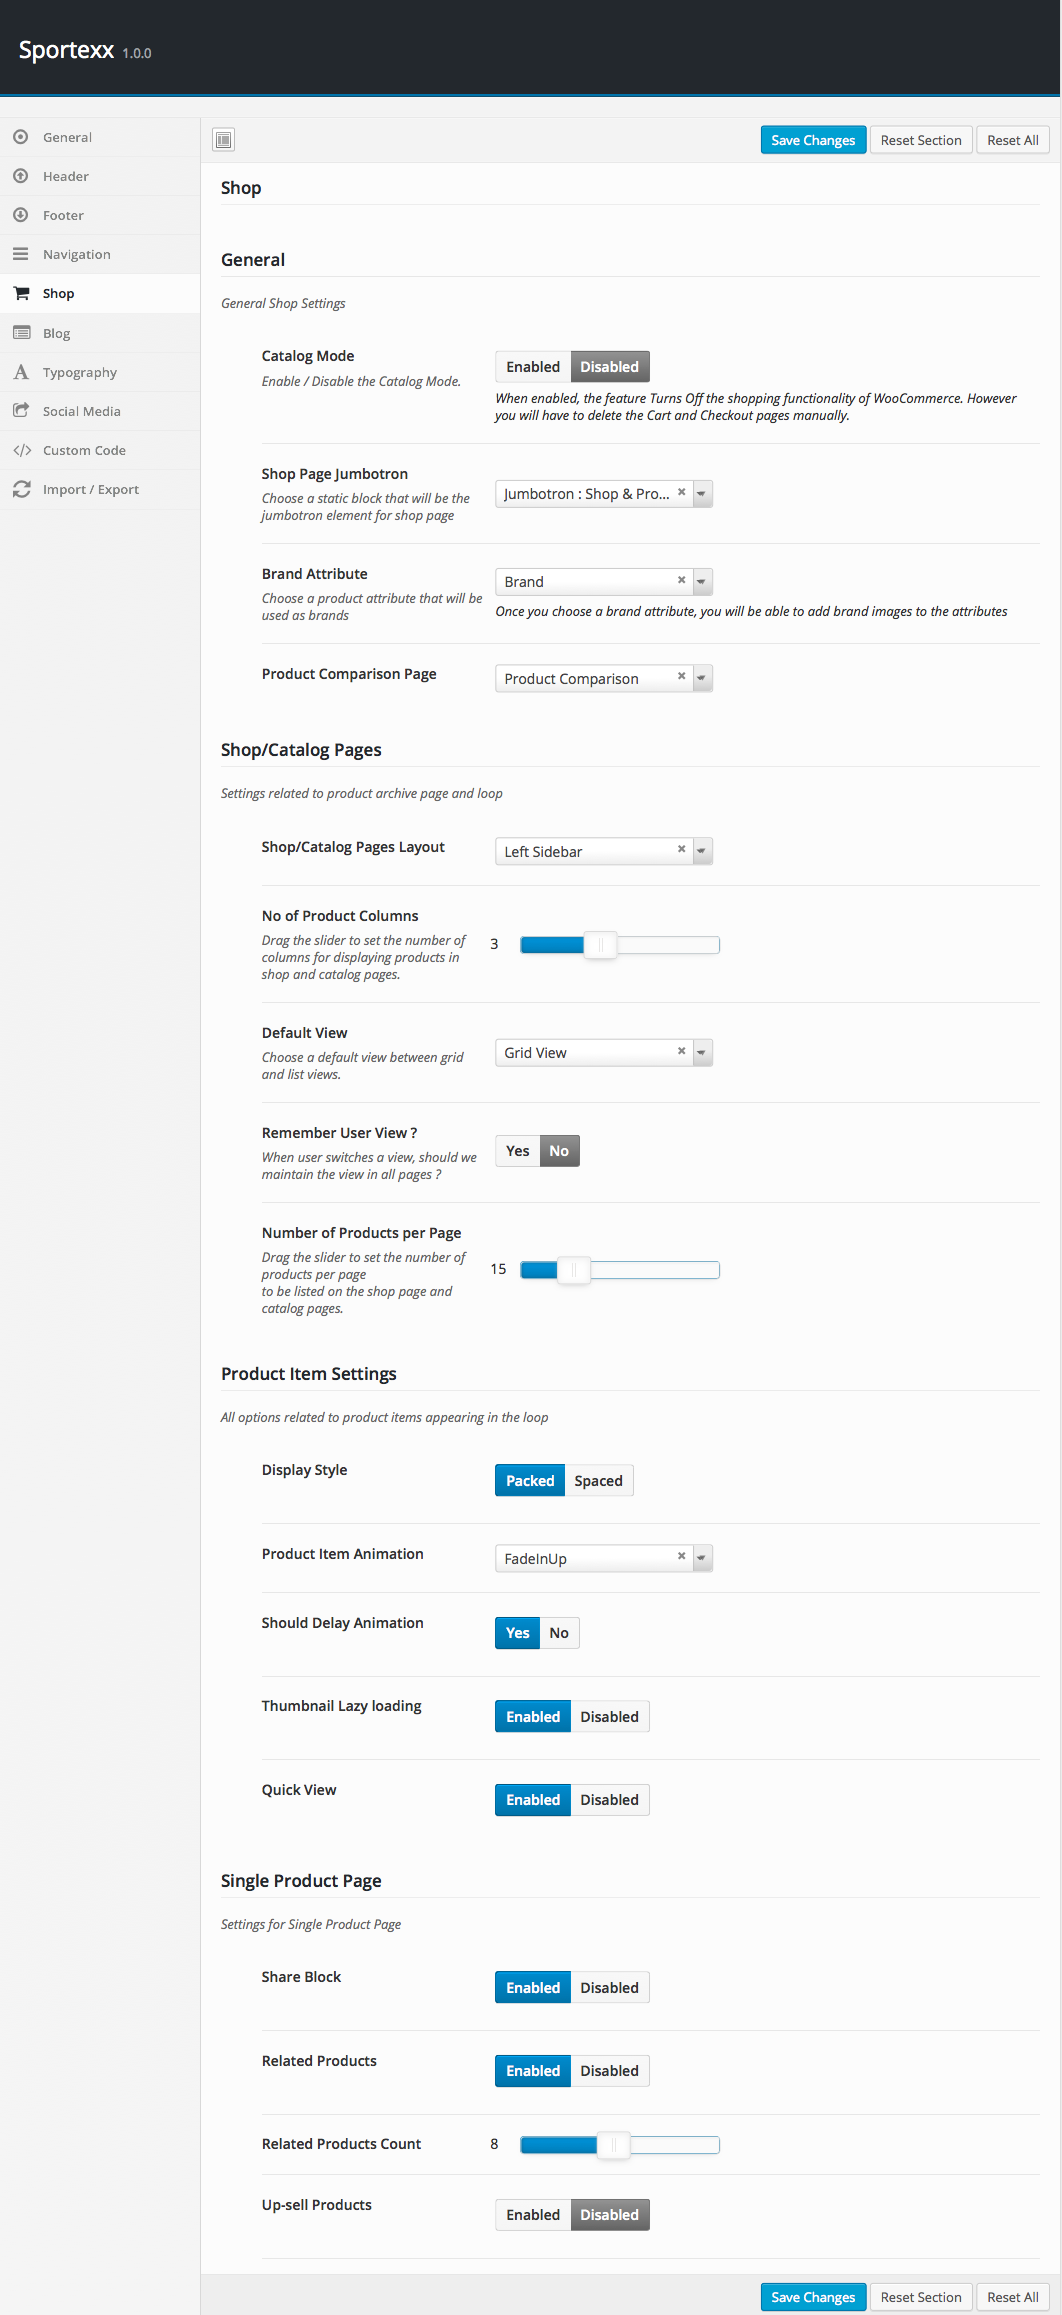 Sportexx 1.0.0
General
Header
Footer
Navigation
Shop
Blog
Typography
Social Media
Custom Code
Import / Export
Save Changes
Reset Section
Reset All
Shop
General
General Shop Settings
Catalog Mode
Enable / Disable the Catalog Mode.
Enabled Disabled
When enabled, the feature Turns Off the shopping functionality of WooCommerce. However
you will have to delete the Cart and Checkout pages manually.
Shop Page Jumbotron
Choose a static block that will be the
jumbotron element for shop page
Jumbotron : Shop & Pro...
Brand Attribute
Choose a product attribute that will be
used as brands
Brand
Once you choose a brand attribute, you will be able to add brand images to the attributes
Product Comparison Page
Product Comparison
Shop/Catalog Pages
Settings related to product archive page and loop
Shop/Catalog Pages Layout
Left Sidebar
No of Product Columns
Drag the slider to set the number of
columns for displaying products in
shop and catalog pages.
3
Default View
Choose a default view between grid
and list views.
Grid View
Remember User View ?
When user switches a view, should we
maintain the view in all pages ?
Yes No
Number of Products per Page
Drag the slider to set the number of
products per page
to be listed on the shop page and
catalog pages.
15
Product Item Settings
All options related to product items appearing in the loop
Display Style
Packed Spaced
Product Item Animation
FadeInUp
Should Delay Animation
Yes No
Thumbnail Lazy loading
Enabled Disabled
Quick View
Enabled Disabled
Single Product Page
Settings for Single Product Page
Share Block
Enabled Disabled
Related Products
Enabled Disabled
Related Products Count
8
Up-sell Products
Enabled Disabled
Save Changes
Reset Section
Reset All